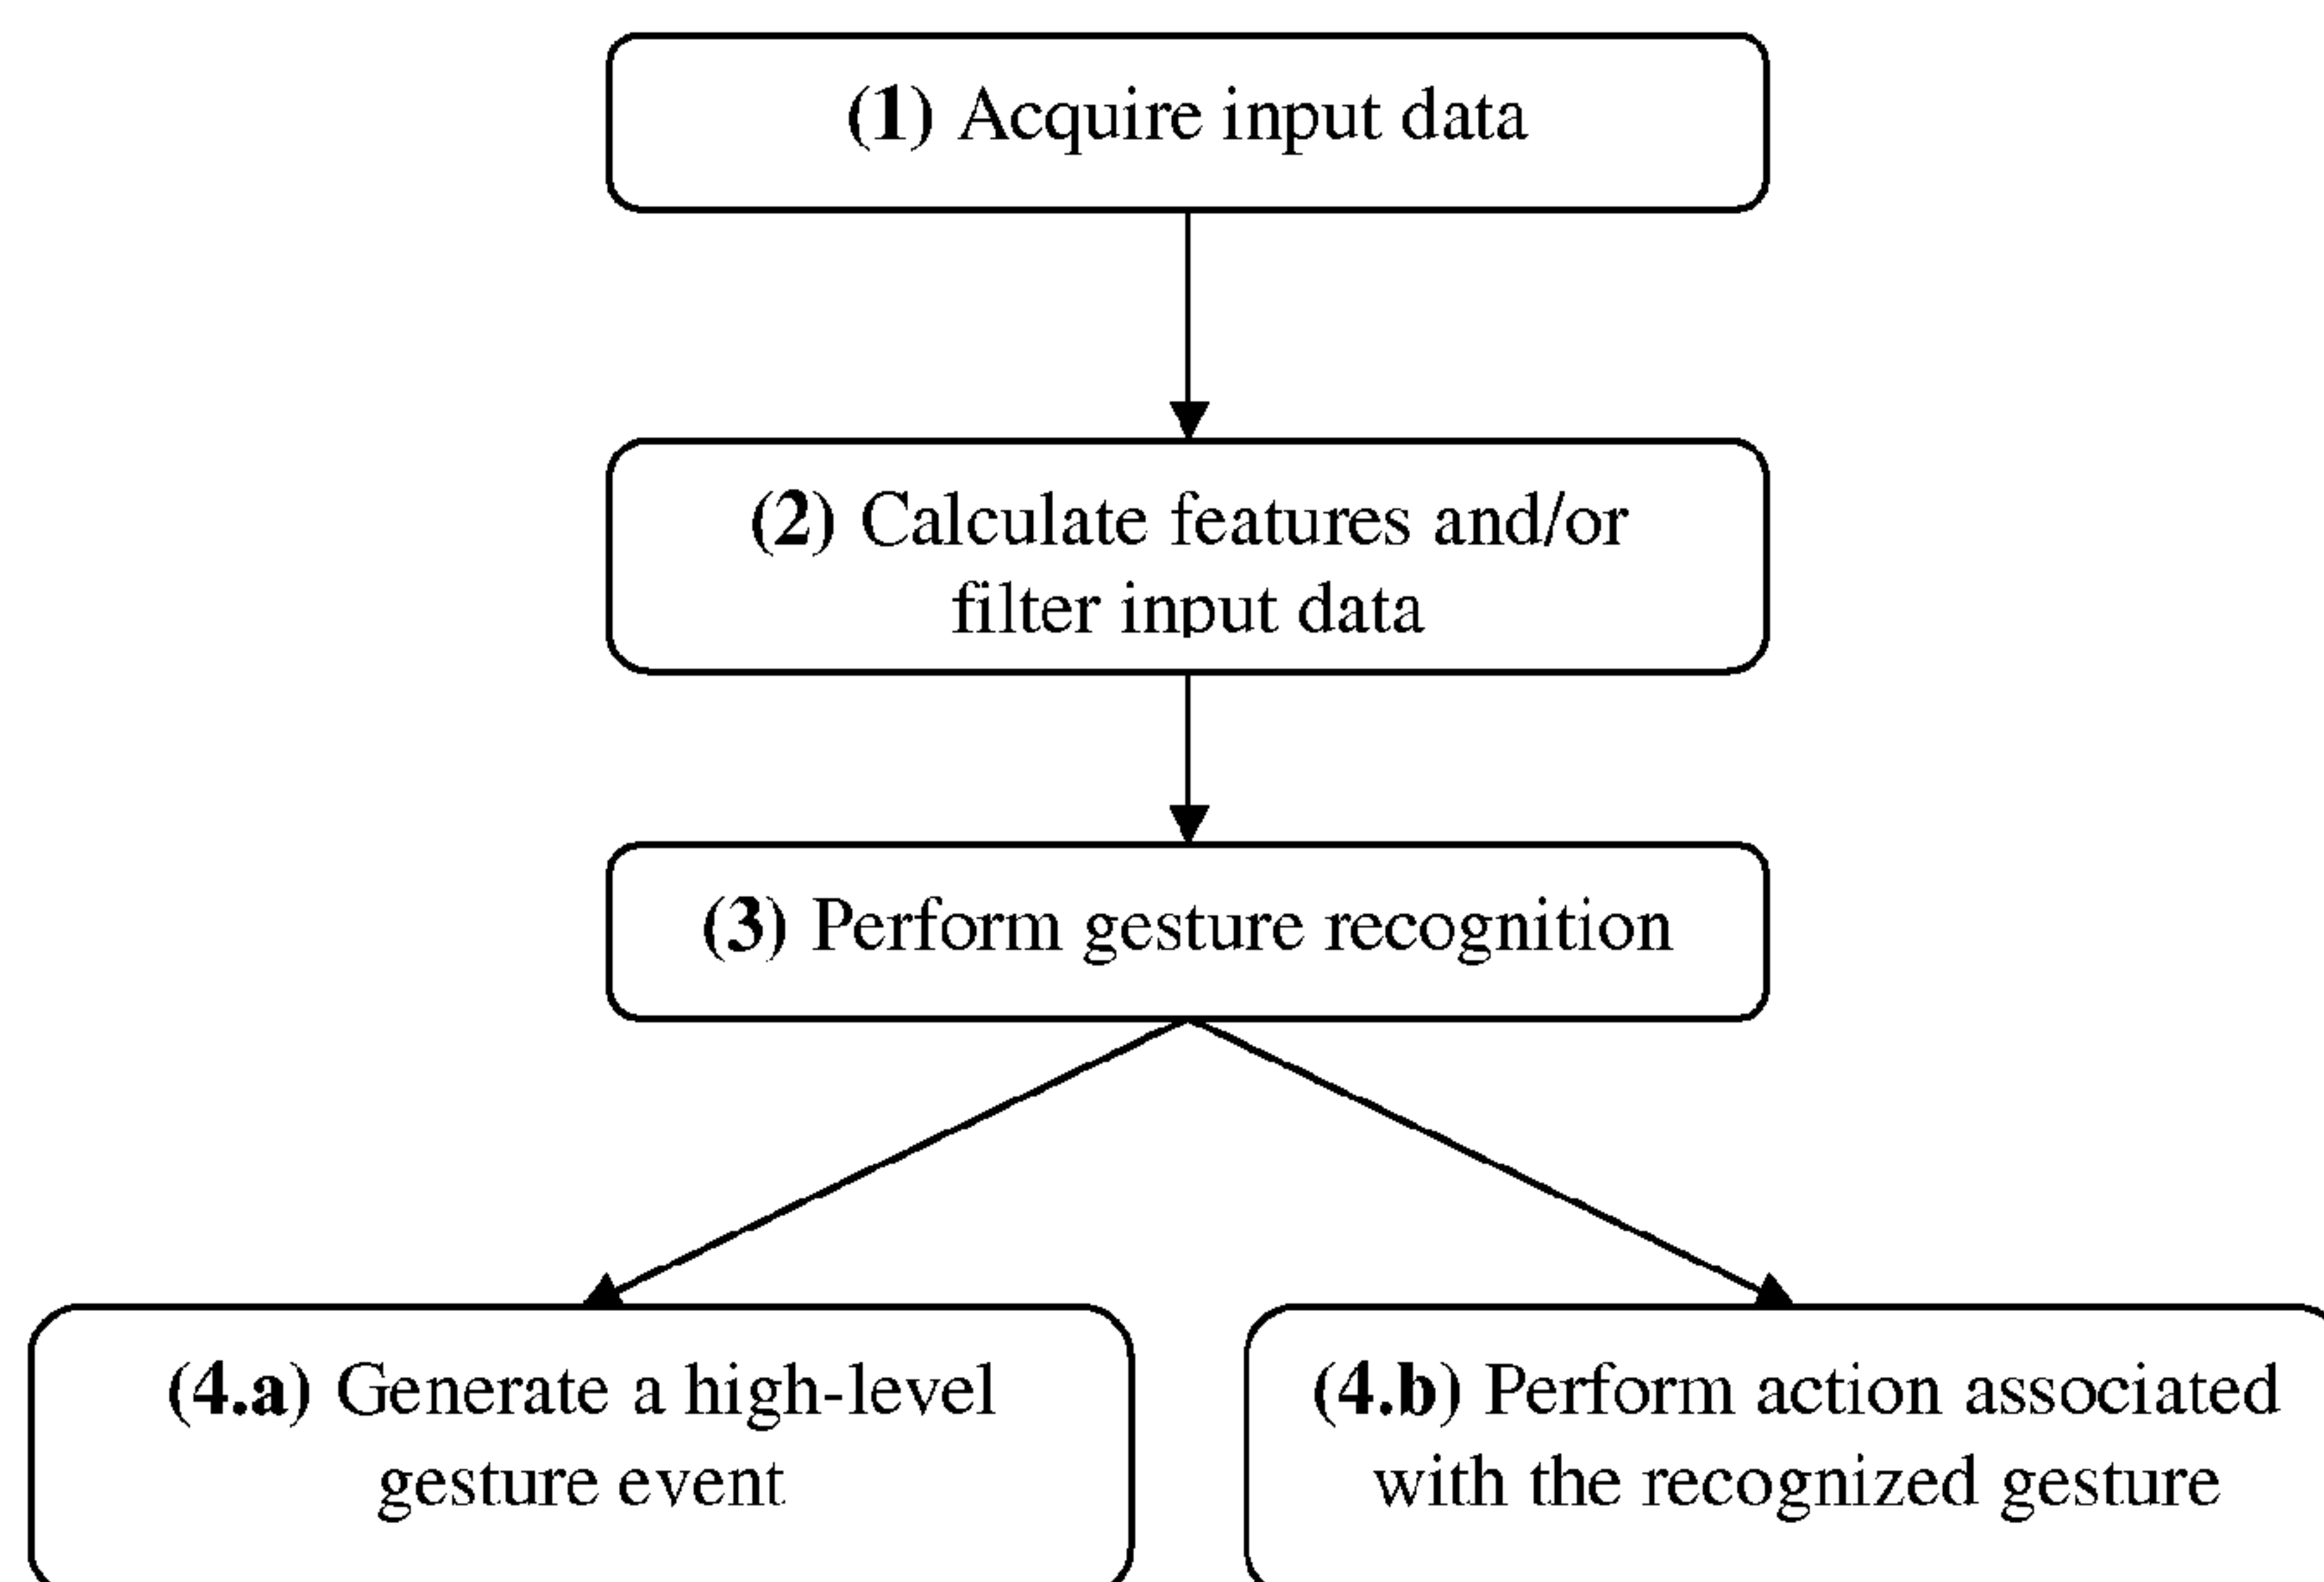 (1) Acquire input data
(2) Calculate features and/or
filter input data
(3) Perform gesture recognition
(4.a) Generate a high-level
gesture event
(4.b) Perform action associated
with the recognized gesture